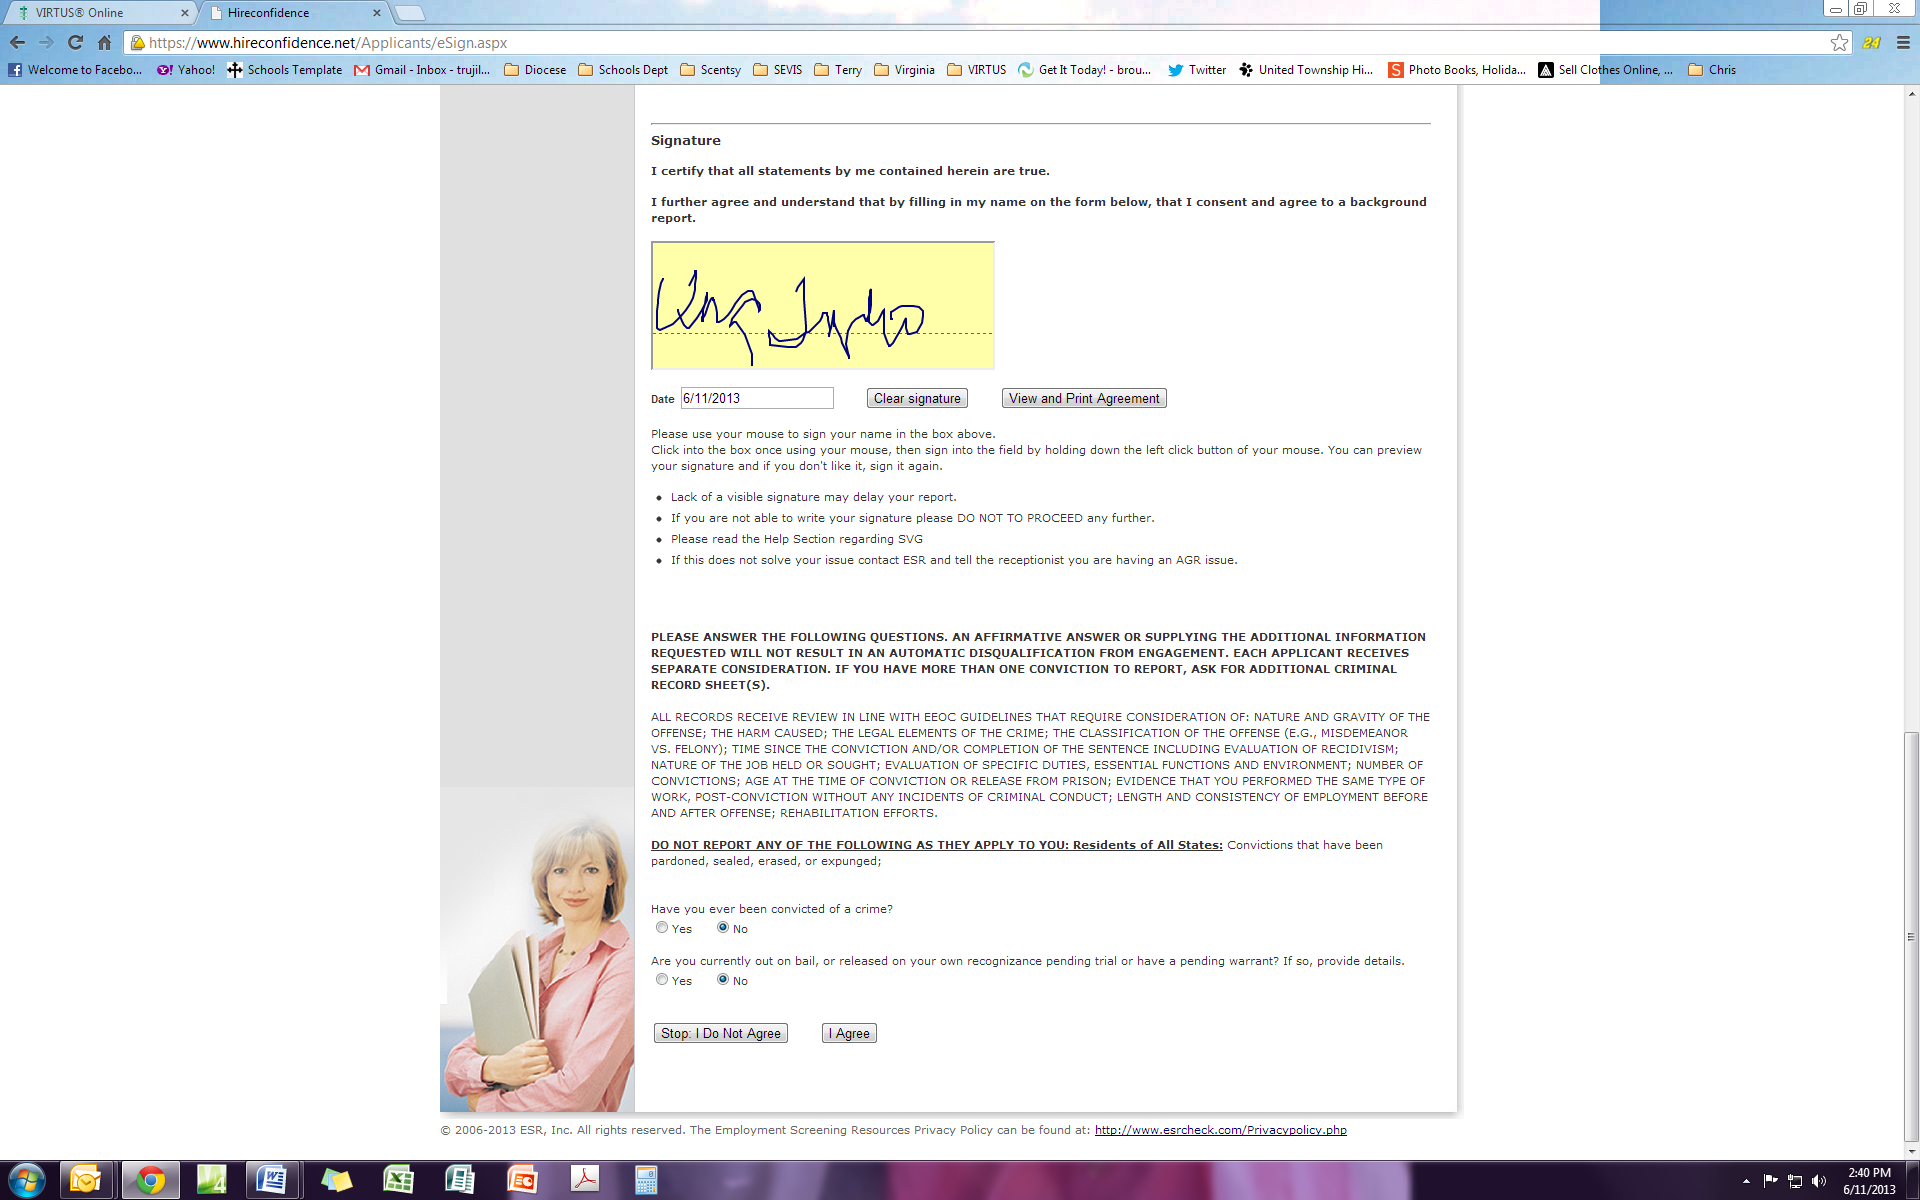 VIRTUS® Online
Hireconfidence
https://www.hireconfidence.net/Applicants/eSign.aspx
24
Welcome to Facebo...
Yahoo!
Schools Template
Gmail - Inbox - trujil...
Diocese
Schools Dept
Scentsy
SEVIS
Terry
Virginia
VIRTUS
Get It Today! - brou...
Twitter
United Township Hi...
Photo Books, Holida...
Sell Clothes Online, ...
Chris
Signature
I certify that all statements by me contained herein are true.
I further agree and understand that by filling in my name on the form below, that I consent and agree to a background
report.
Date 6/11/2013 Clear signature View and Print Agreement
Please use your mouse to sign your name in the box above.
Click into the box once using your mouse, then sign into the field by holding down the left click button of your mouse. You can preview
your signature and if you don't like it, sign it again.
• Lack of a visible signature may delay your report.
• If you are not able to write your signature please DO NOT TO PROCEED any further.
• Please read the Help Section regarding SVG
• If this does not solve your issue contact ESR and tell the receptionist you are having an AGR issue.
PLEASE ANSWER THE FOLLOWING QUESTIONS. AN AFFIRMATIVE ANSWER OR SUPPLYING THE ADDITIONAL INFORMATION
REQUESTED WILL NOT RESULT IN AN AUTOMATIC DISQUALIFICATION FROM ENGAGEMENT. EACH APPLICANT RECEIVES
SEPARATE CONSIDERATION. IF YOU HAVE MORE THAN ONE CONVICTION TO REPORT, ASK FOR ADDITIONAL CRIMINAL
RECORD SHEET(S).
ALL RECORDS RECEIVE REVIEW IN LINE WITH EEOC GUIDELINES THAT REQUIRE CONSIDERATION OF: NATURE AND GRAVITY OF THE
OFFENSE; THE HARM CAUSED; THE LEGAL ELEMENTS OF THE CRIME; THE CLASSIFICATION OF THE OFFENSE (E.G., MISDEMEANOR
VS. FELONY); TIME SINCE THE CONVICTION AND/OR COMPLETION OF THE SENTENCE INCLUDING EVALUATION OF RECIDIVISM;
NATURE OF THE JOB HELD OR SOUGHT; EVALUATION OF SPECIFIC DUTIES, ESSENTIAL FUNCTIONS AND ENVIRONMENT; NUMBER OF
CONVICTIONS; AGE AT THE TIME OF CONVICTION OR RELEASE FROM PRISON; EVIDENCE THAT YOU PERFORMED THE SAME TYPE OF
WORK, POST-CONVICTION WITHOUT ANY INCIDENTS OF CRIMINAL CONDUCT; LENGTH AND CONSISTENCY OF EMPLOYMENT BEFORE
AND AFTER OFFENSE; REHABILITATION EFFORTS.
DO NOT REPORT ANY OF THE FOLLOWING AS THEY APPLY TO YOU: Residents of All States: Convictions that have been
pardoned, sealed, erased, or expunged;
Have you ever been convicted of a crime?
Yes No
Are you currently out on bail, or released on your own recognizance pending trial or have a pending warrant? If so, provide details.
Yes No
Stop: I Do Not Agree I Agree
© 2006-2013 ESR, Inc. All rights reserved. The Employment Screening Resources Privacy Policy can be found at: http://www.esrcheck.com/Privacypolicy.php
2:40 PM
6/11/2013